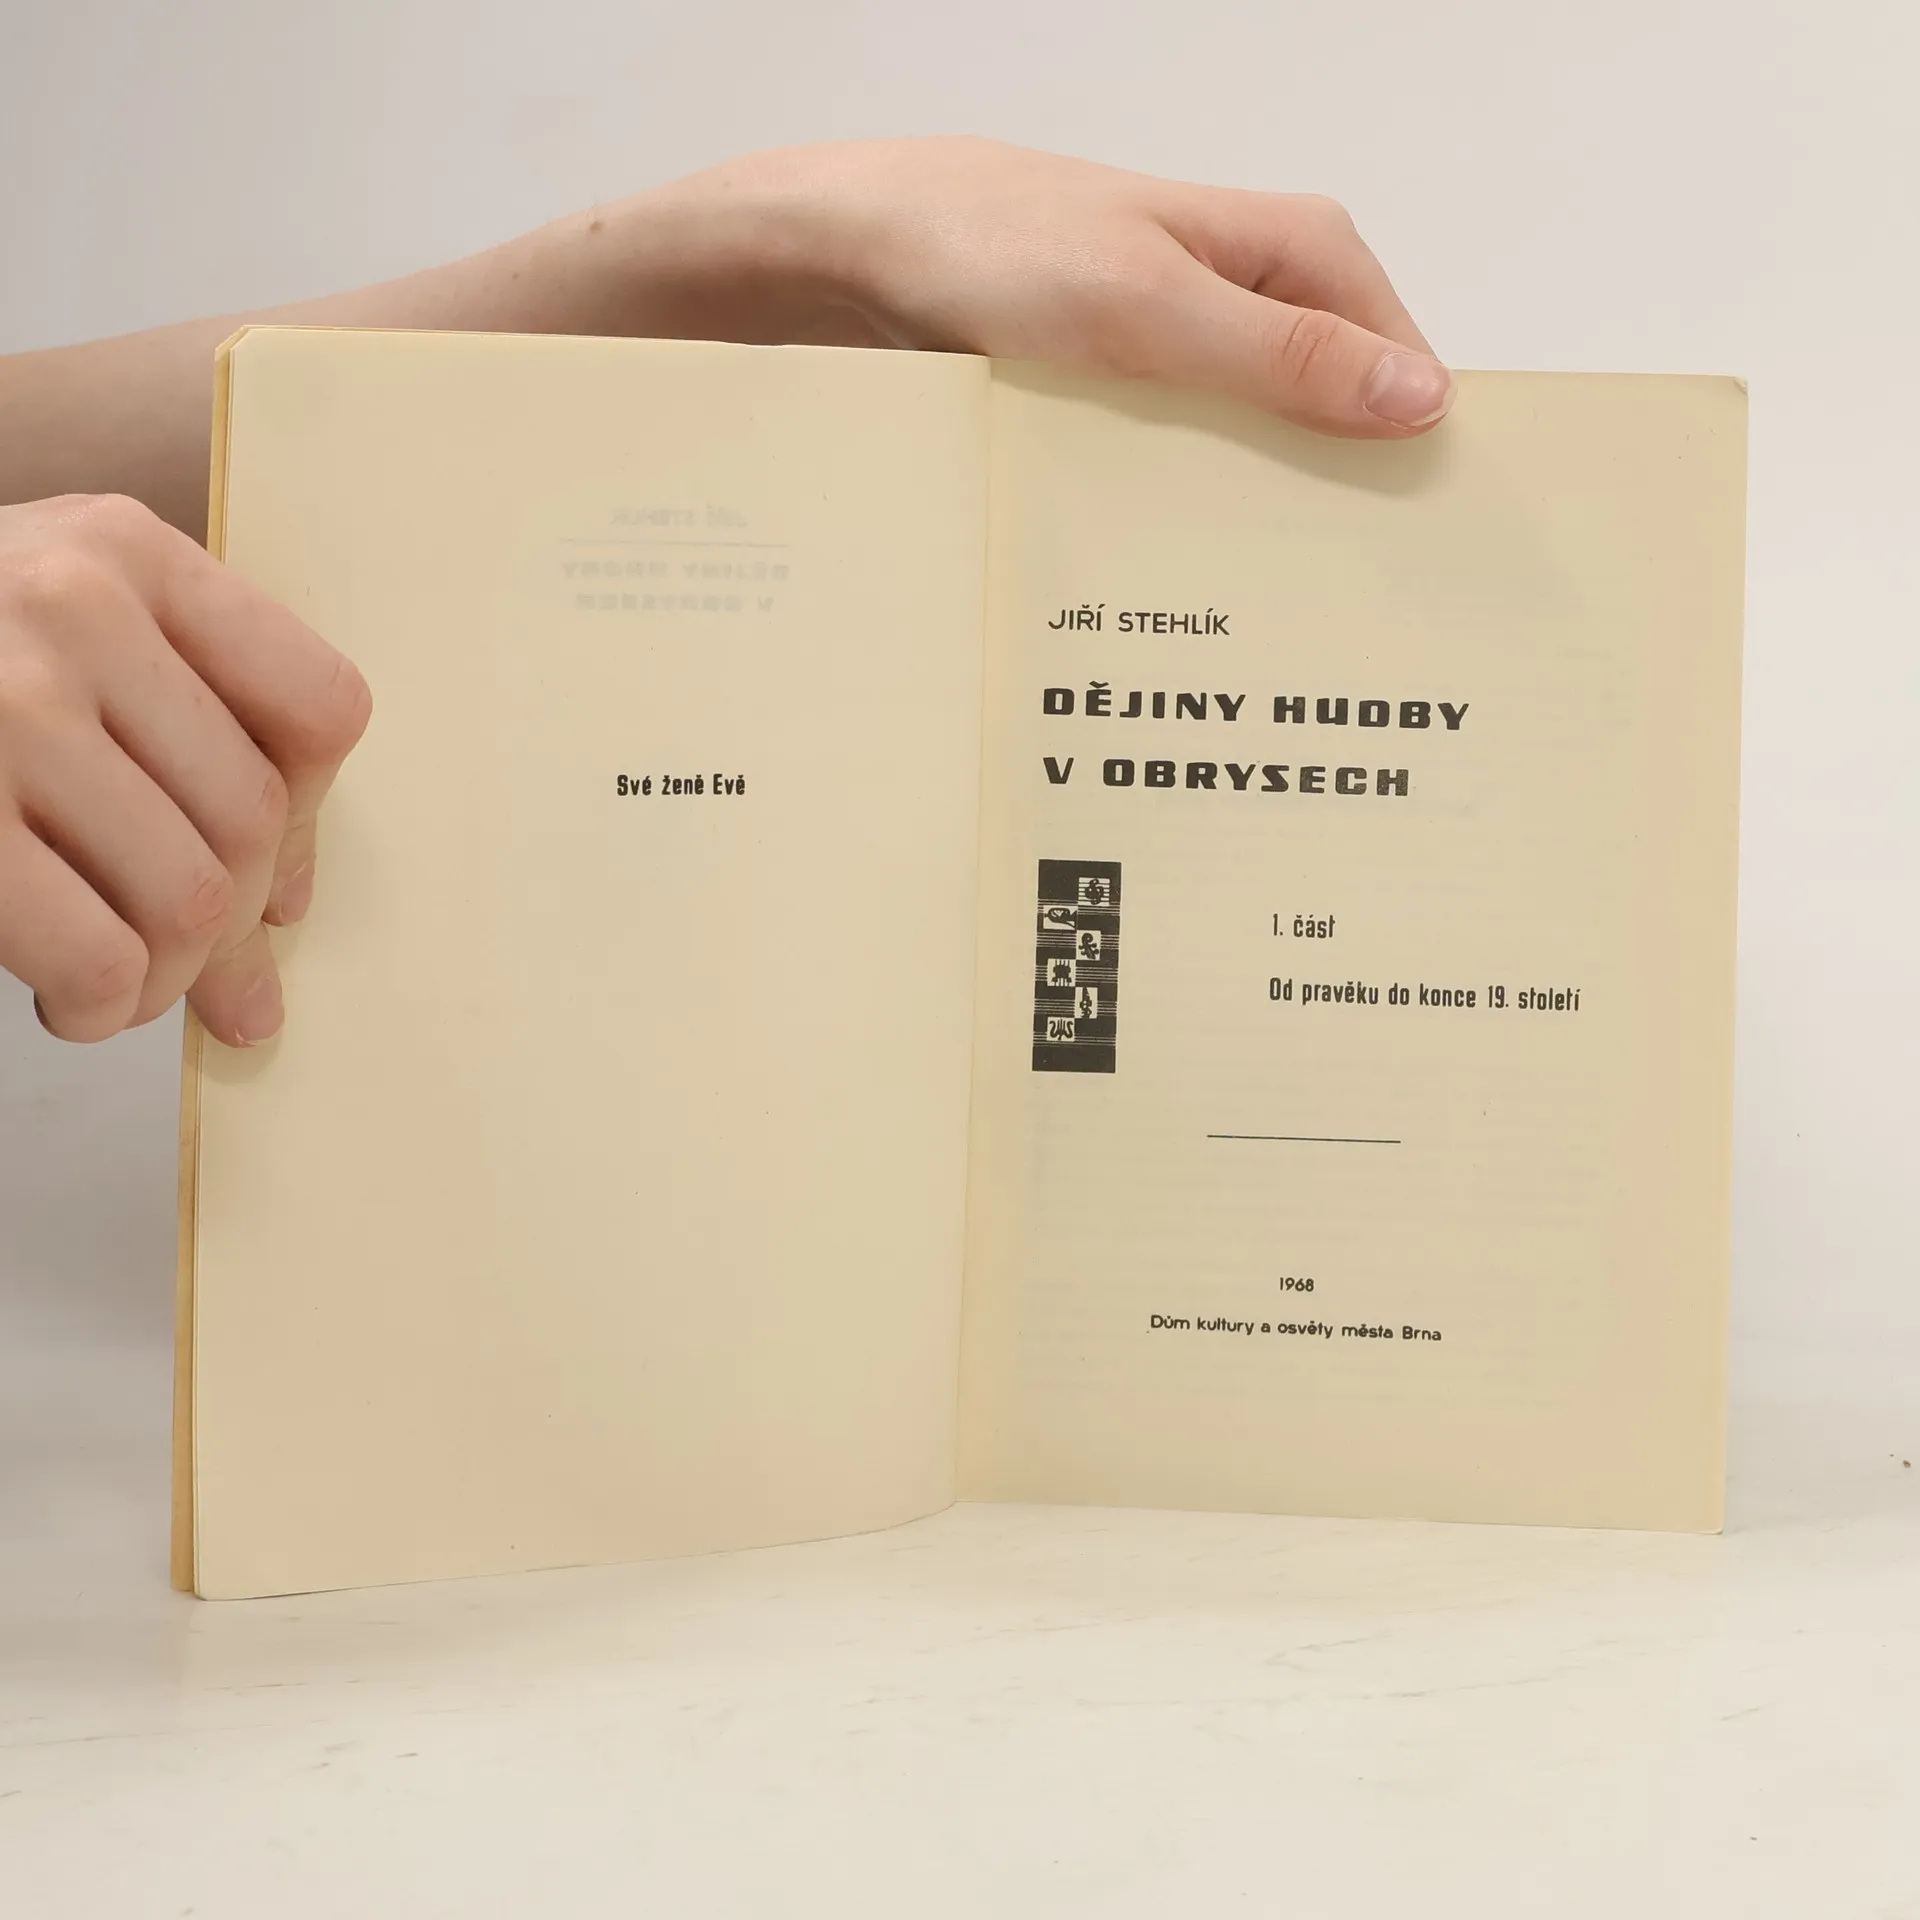 Své ženě Evě
JIŘÍ STEHLÍK
DĚJINY HUDBY
V OBRYSECH
1. část
Od pravěku do konce 19. století
1968
Dům kultury a osvěty města Brna